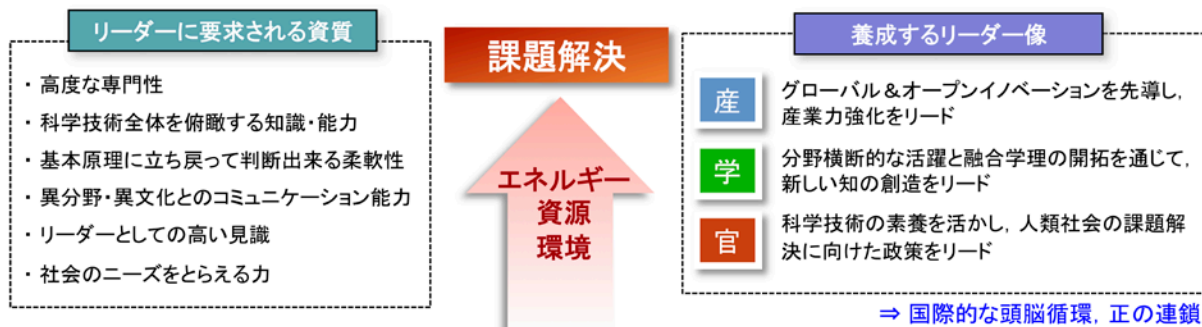 リーダーに要求される資質
・ 高度な専門性
・ 科学技術全体を俯瞰する知識・能力
・ 基本原理に立ち戻って判断出来る柔軟性
・ 異分野・異文化とのコミュニケーション能力
・ リーダーとしての高い見識
・ 社会のニーズをとらえる力
課題解決
エネルギー
資源
環境
養成するリーダー像
産
グローバル&オープンイノベーションを先導し,
産業力強化をリード
学
分野横断的な活躍と融合学理の開拓を通じて,
新しい知の創造をリード
官
科学技術の素養を活かし, 人類社会の課題解
決に向けた政策をリード
⇒ 国際的な頭脳循環, 正の連鎖